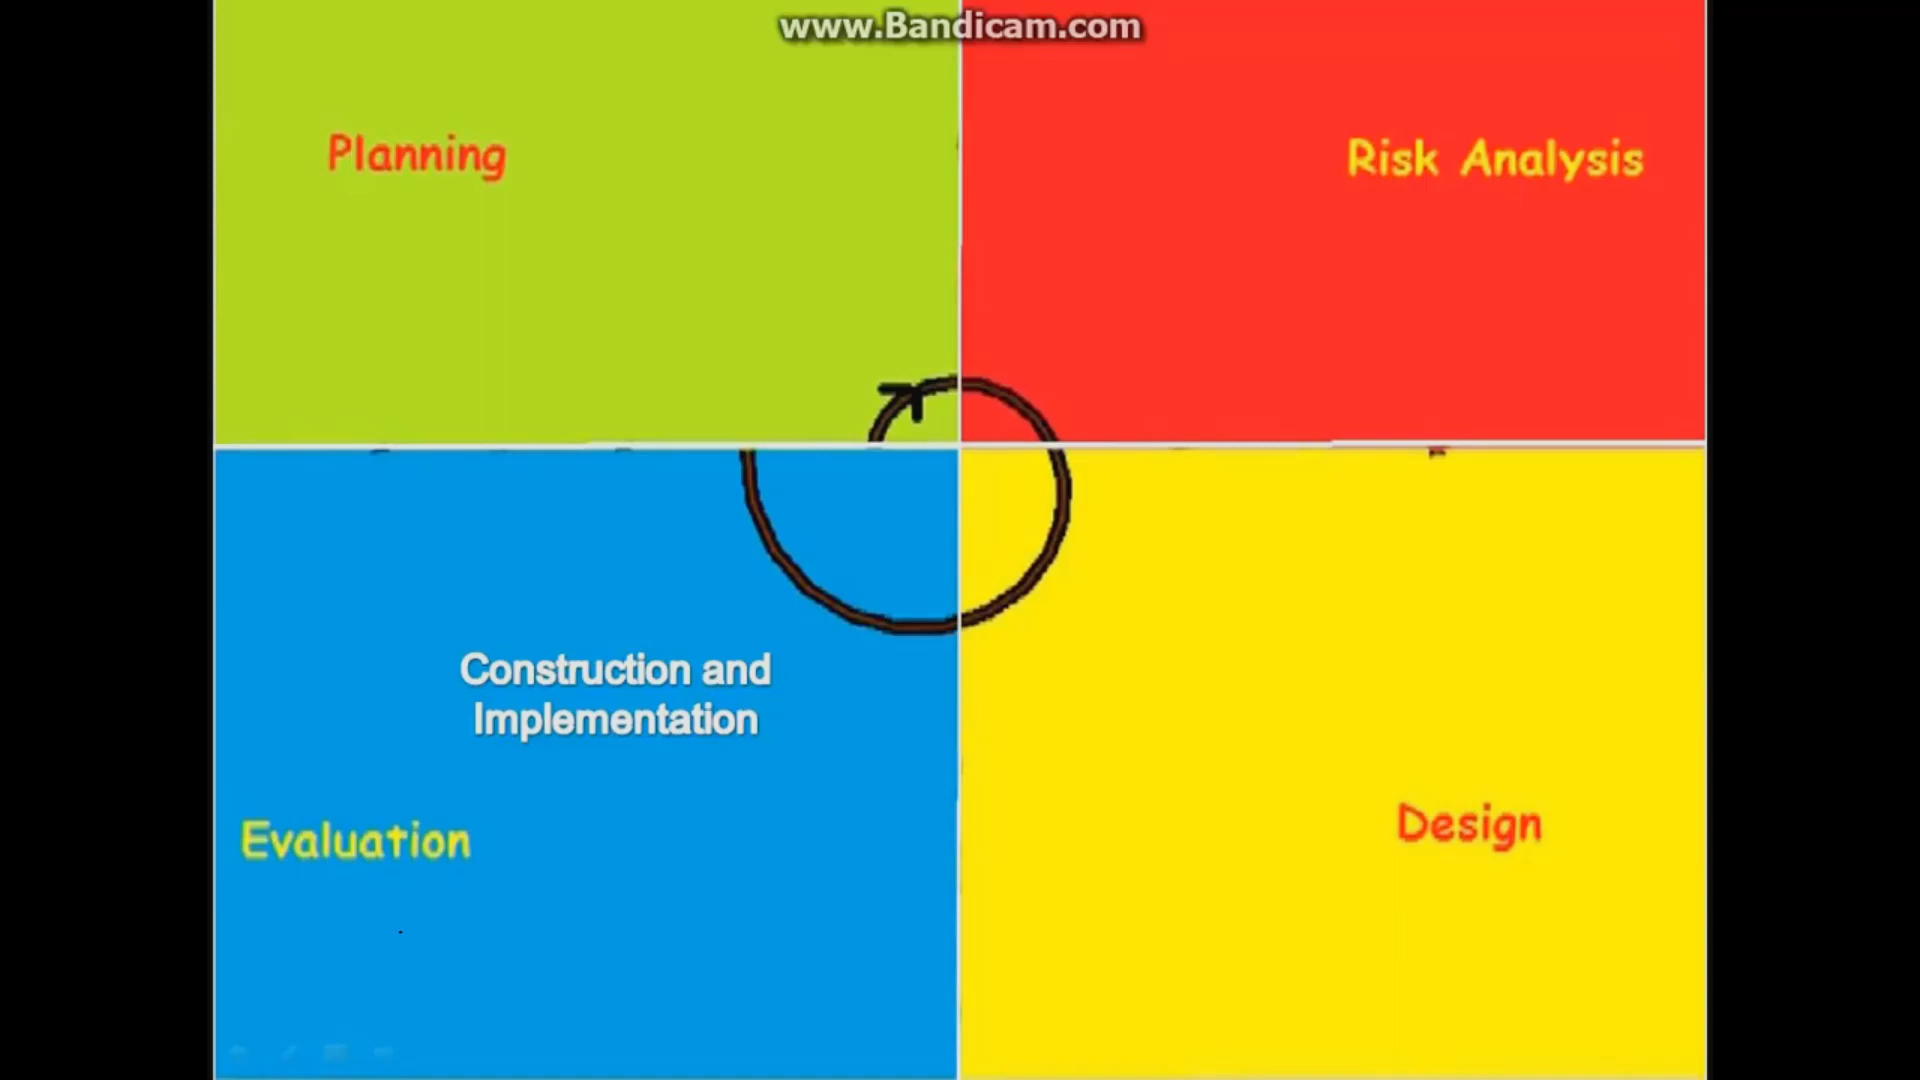 www.Bandicam.com
Planning
Risk Analysis
Construction and
Implementation
Evaluation
Design